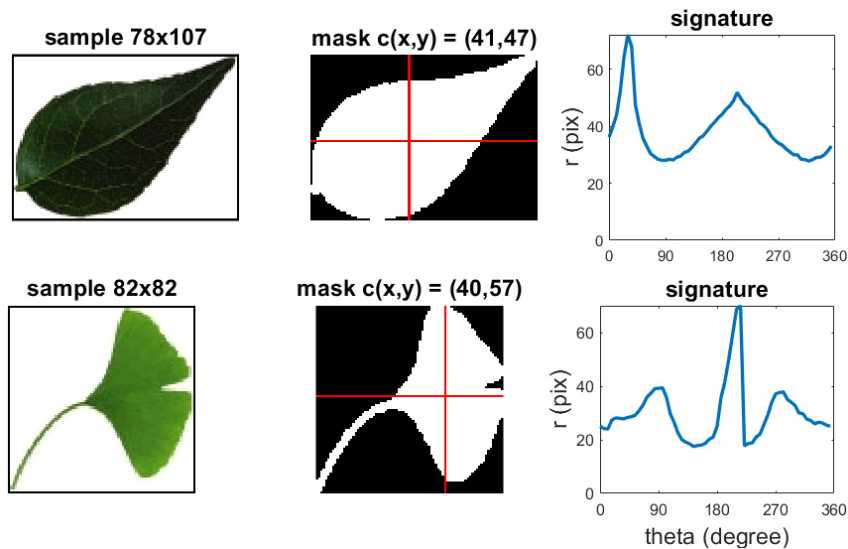 sample 78x107
mask c(x,y) = (41,47)
signature
r (pix)
60
40
20
0
0 90 180 270 360
sample 82x82
mask c(x,y) = (40,57)
signature
r (pix)
60
40
20
0
0 90 180 270 360
theta (degree)